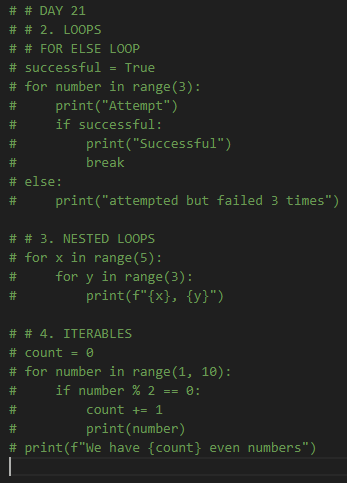 # # DAY 21
# # 2. LOOPS
# # FOR ELSE LOOP
# successful = True
# for number in range(3):
#     print("Attempt")
#     if successful:
#         print("Successful")
#         break
# else:
#     print("attempted but failed 3 times")

# # 3. NESTED LOOPS
# for x in range(5):
#     for y in range(3):
#         print(f"{x}, {y}")

# # 4. ITERABLES
# count = 0
# for number in range(1, 10):
#     if number % 2 == 0:
#         count += 1
#         print(number)
# print(f"We have {count} even numbers")